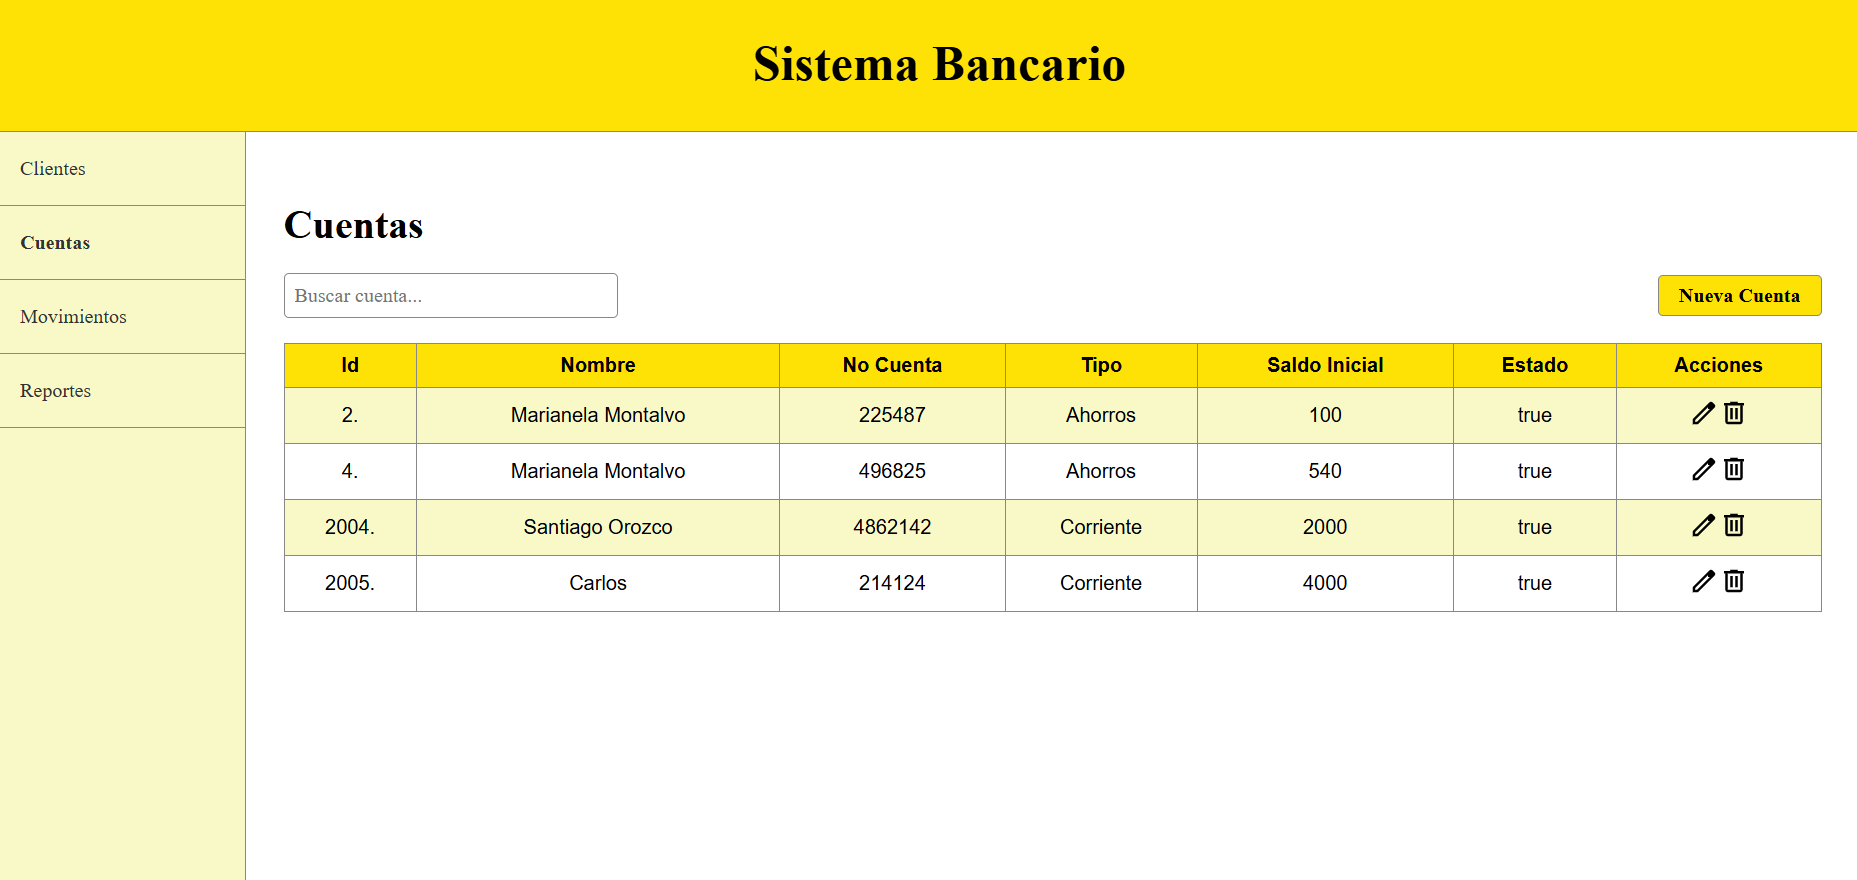 Sistema Bancario
Clientes
Cuentas
Movimientos
Reportes
Cuentas
Buscar cuenta...
Nueva Cuenta
Id Nombre No Cuenta Tipo Saldo Inicial Estado Acciones
2. Marianela Montalvo 225487 Ahorros 100 true
4. Marianela Montalvo 496825 Ahorros 540 true
2004. Santiago Orozco 4862142 Corriente 2000 true
2005. Carlos 214124 Corriente 4000 true